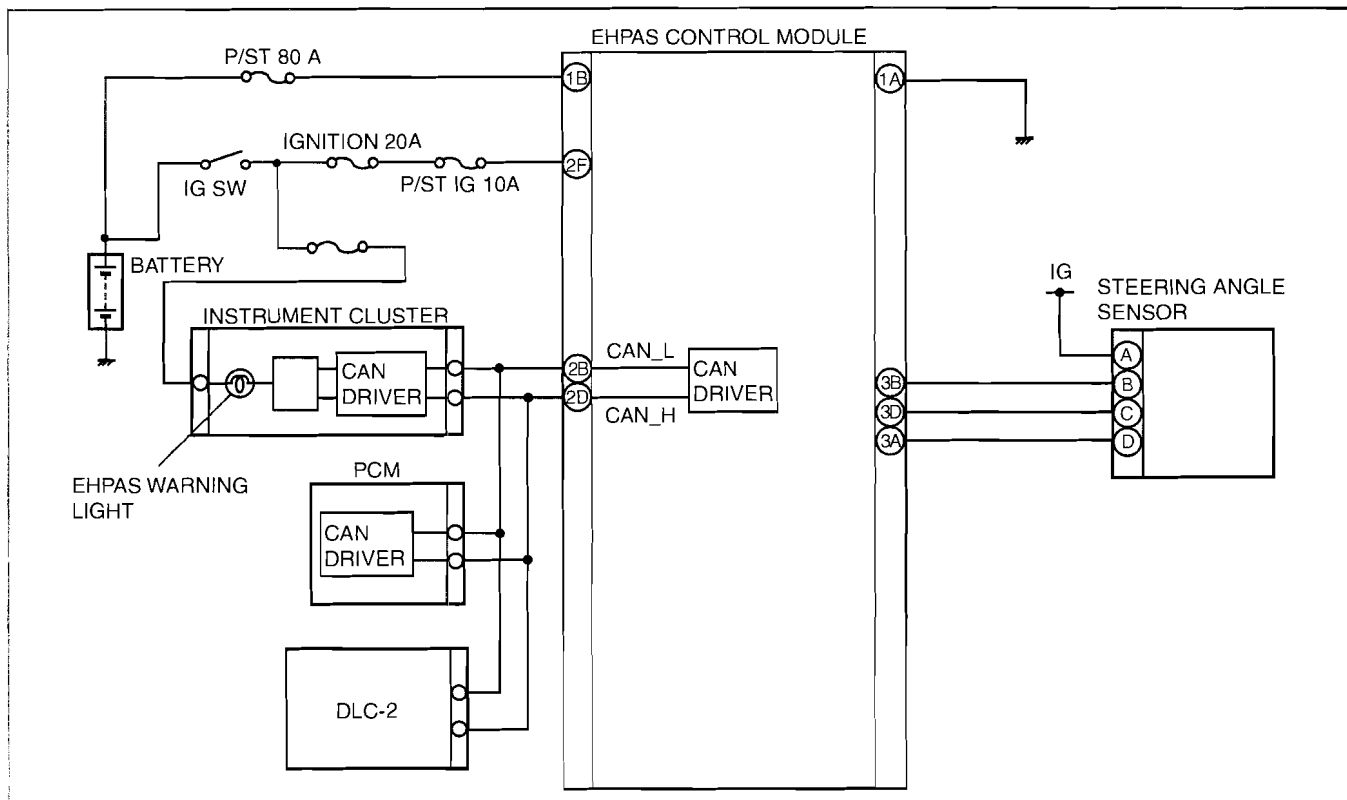 EHPAS CONTROL MODULE
P/ST 80 A
1B
1A
IGNITION 20A
IG SW
P/ST IG 10A
2F
BATTERY
IG
STEERING ANGLE
SENSOR
INSTRUMENT CLUSTER
CAN
DRIVER
2B
CAN_L
2D
CAN_H
CAN
DRIVER
A
3B
B
3D
C
3A
D
EHPAS WARNING
LIGHT
PCM
CAN
DRIVER
DLC-2